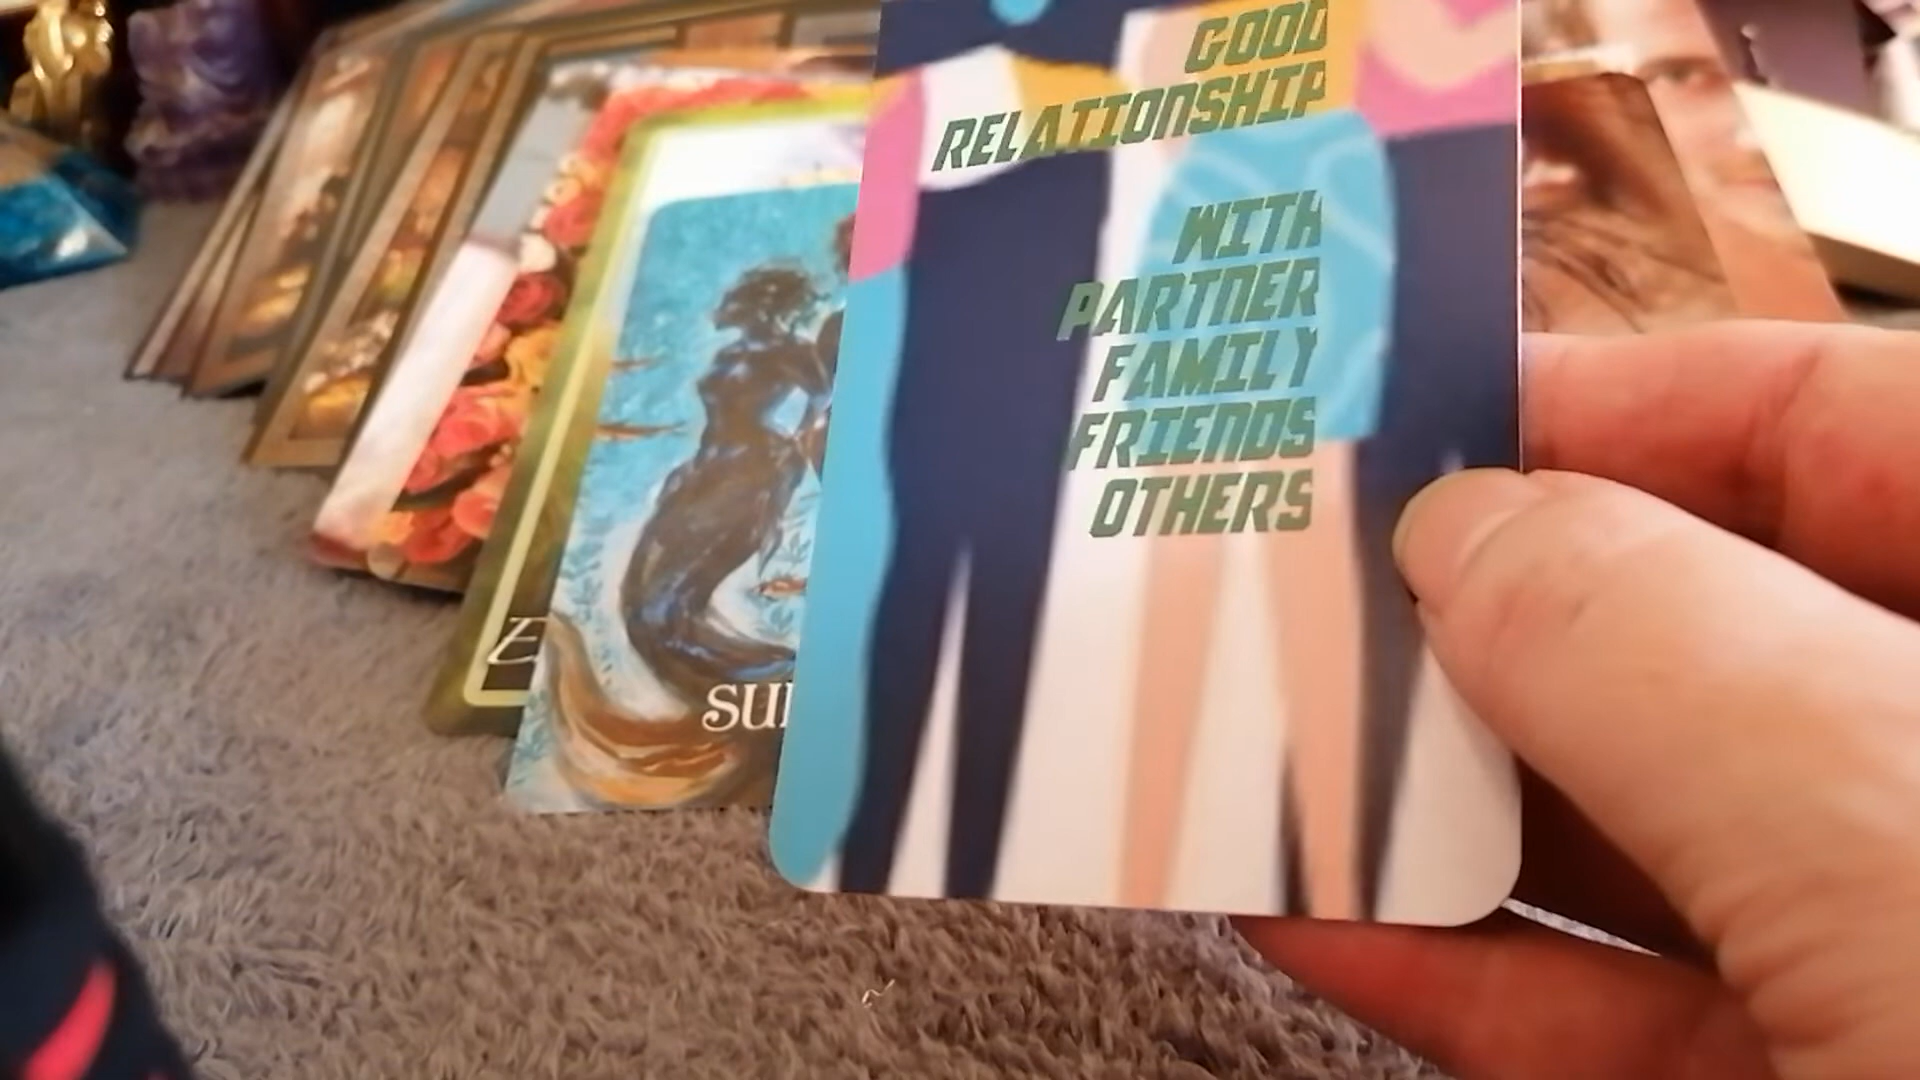 GOOD
RELATIONSHIP
WITH
PARTNER
FAMILY
FRIENDS
OTHERS